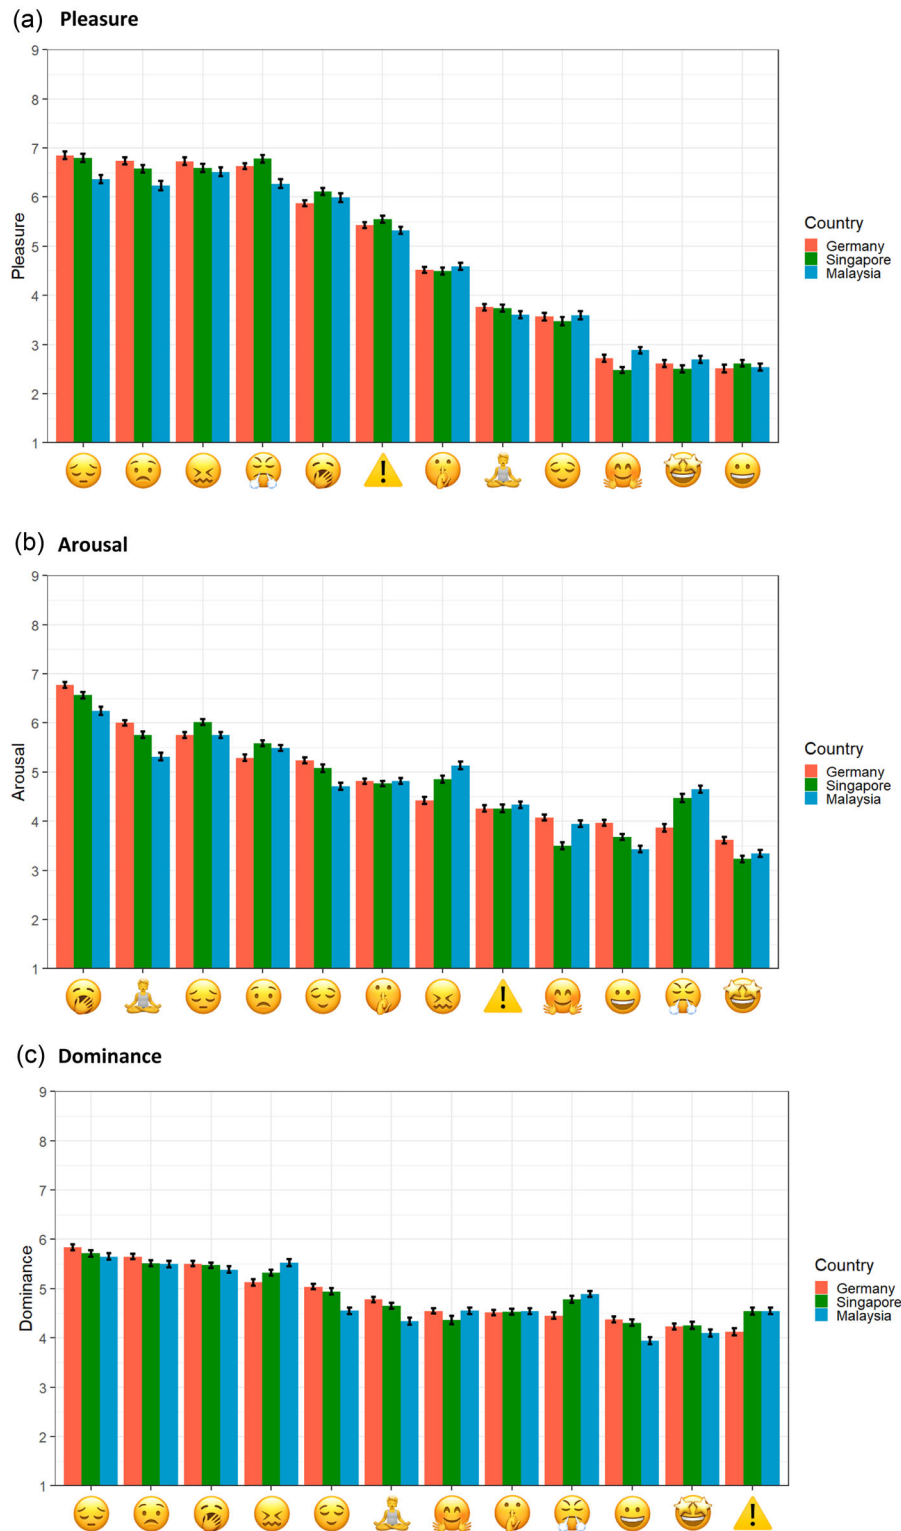 (a) Pleasure
9
8
7
6
5
4
3
2
1
Pleasure
Country
Germany
Singapore
Malaysia
(b) Arousal
9
8
7
6
5
4
3
2
1
Arousal
Country
Germany
Singapore
Malaysia
(c) Dominance
9
8
7
6
5
4
3
2
1
Dominance
Country
Germany
Singapore
Malaysia